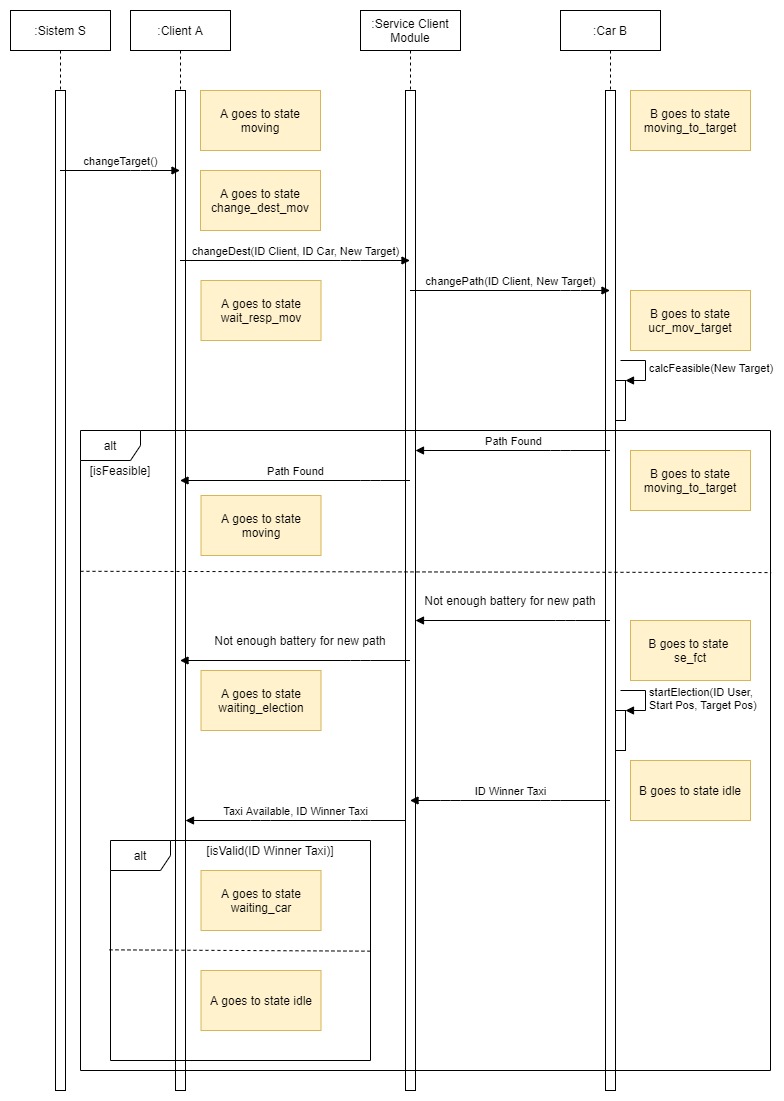 :Sistem S
:Client A
:Service Client
Module
:Car B
A goes to state
moving
B goes to state
moving_to_target
changeTarget()
A goes to state
change_dest_mov
changeDest(ID Client, ID Car, New Target)
changePath(ID Client, New Target)
A goes to state
wait_resp_mov
B goes to state
ucr_mov_target
calcFeasible(New Target)
alt
[isFeasible]
Path Found
Path Found
B goes to state
moving_to_target
A goes to state
moving
Not enough battery for new path
Not enough battery for new path
B goes to state
se_fct
A goes to state
waiting_election
startElection(ID User,
Start Pos, Target Pos)
B goes to state idle
ID Winner Taxi
Taxi Available, ID Winner Taxi
alt
[isValid(ID Winner Taxi)]
A goes to state
waiting_car
A goes to state idle